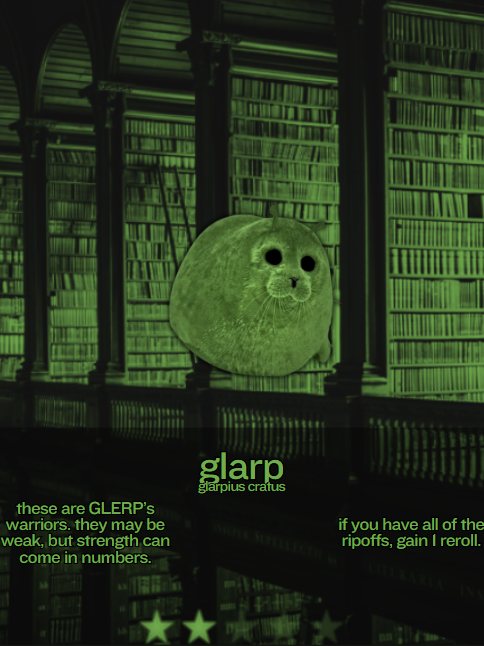 glarp
glarpius cratus
these are GLERP's
warriors. they may be
weak, but strength can
come in numbers.
if you have all of the
ripoffs, gain I reroll.